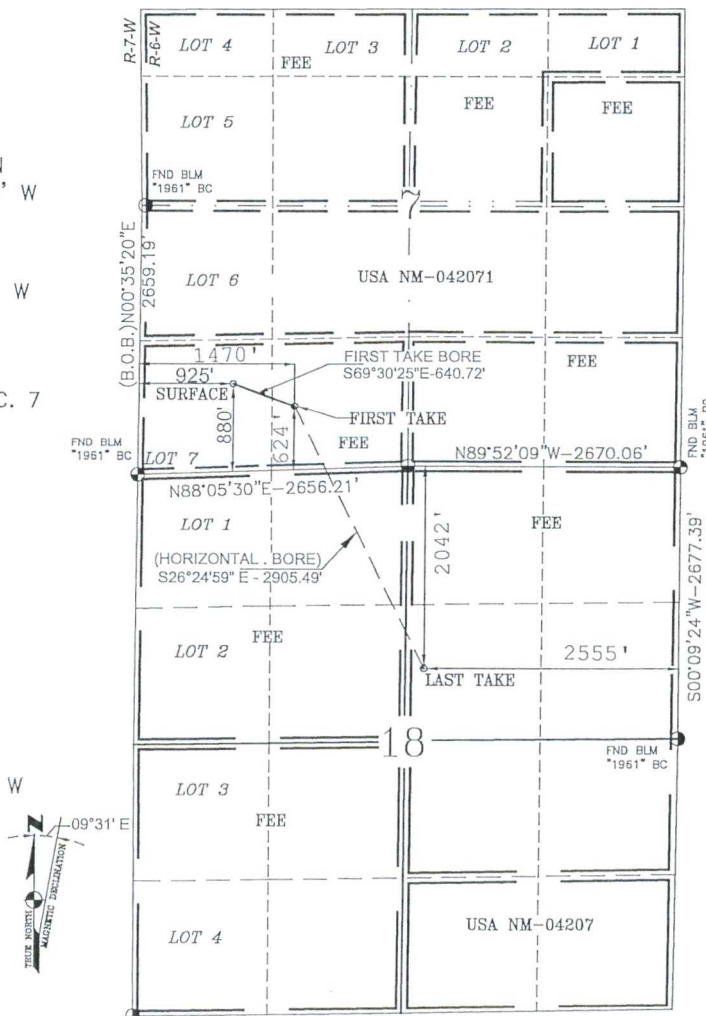 R-7-W
R-6-W
LOT 4
LOT 3
LOT 2
LOT 1
FEE
FEE
FEE
LOT 5
W
FND BLM
"1961" BC
7
(B.O.B.)N00°35'20"E
2659.19'
LOT 6
USA NM-042071
W
1470'
FIRST TAKE BORE
S69°30'25"E-640.72'
FEE
925'
SURFACE
C. 7
FIRST TAKE
880'
624'
FEE
FND BLM
"1961" BC
LOT 7
N89°52'09"W-2670.06'
FND BLM
"1961" BC
N88°05'30"E-2656.21'
LOT 1
FEE
2042'
S00°09'24"W-2677.39'
(HORIZONTAL . BORE)
S26°24'59" E - 2905.49'
FEE
LOT 2
2555'
LAST TAKE
18
FND BLM
"1961" BC
W
LOT 3
N
09°31' E
FEE
TRUE NORTH
MAGNETIC DECLINATION
USA NM-04207
LOT 4